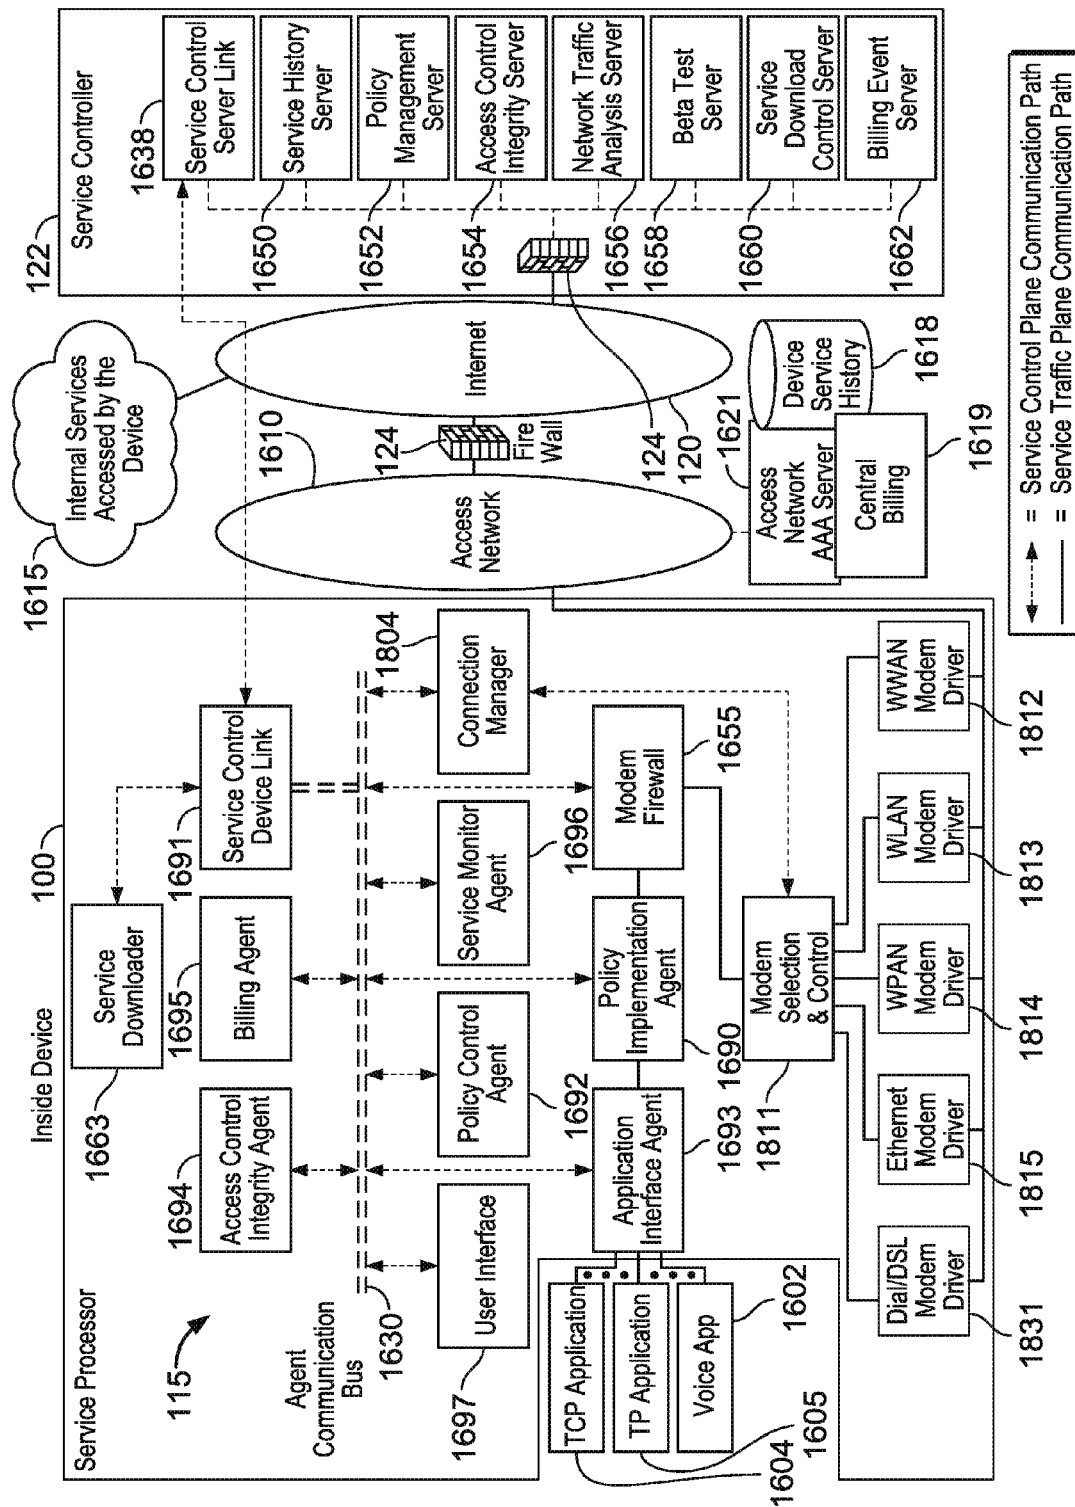 Service Processor
Inside Device
100
115
1663
Service
Downloader
1694
Access Control
Integrity Agent
1695
Billing Agent
1691
Service Control
Device Link
Agent
Communication
Bus
1630
1697
User Interface
Policy Control
Agent
1692
Service Monitor
Agent
1696
Connection
Manager
1804
TCP Application
TP Application
Voice App
1604
1605
1602
Application
Interface Agent
1693
Policy
Implementation
Agent
1690
Modem
Firewall
1655
1811
Modem
Selection
& Control
Dial/DSL
Modem
Driver
1831
Ethernet
Modem
Driver
1815
WPAN
Modem
Driver
1814
WLAN
Modem
Driver
1813
WWAN
Modem
Driver
1812
1615
Internal Services
Accessed by the
Device
1610
Access
Network
124
Fire
Wall
Internet
120
124
1621
Access
Network
AAA Server
Device
Service
History
1618
Central
Billing
1619
122
Service Controller
1638
Service Control
Server Link
1650
Service History
Server
1652
Policy
Management
Server
1654
Access Control
Integrity Server
1656
Network Traffic
Analysis Server
1658
Beta Test
Server
1660
Service
Download
Control Server
1662
Billing Event
Server
= Service Control Plane Communication Path
= Service Traffic Plane Communication Path